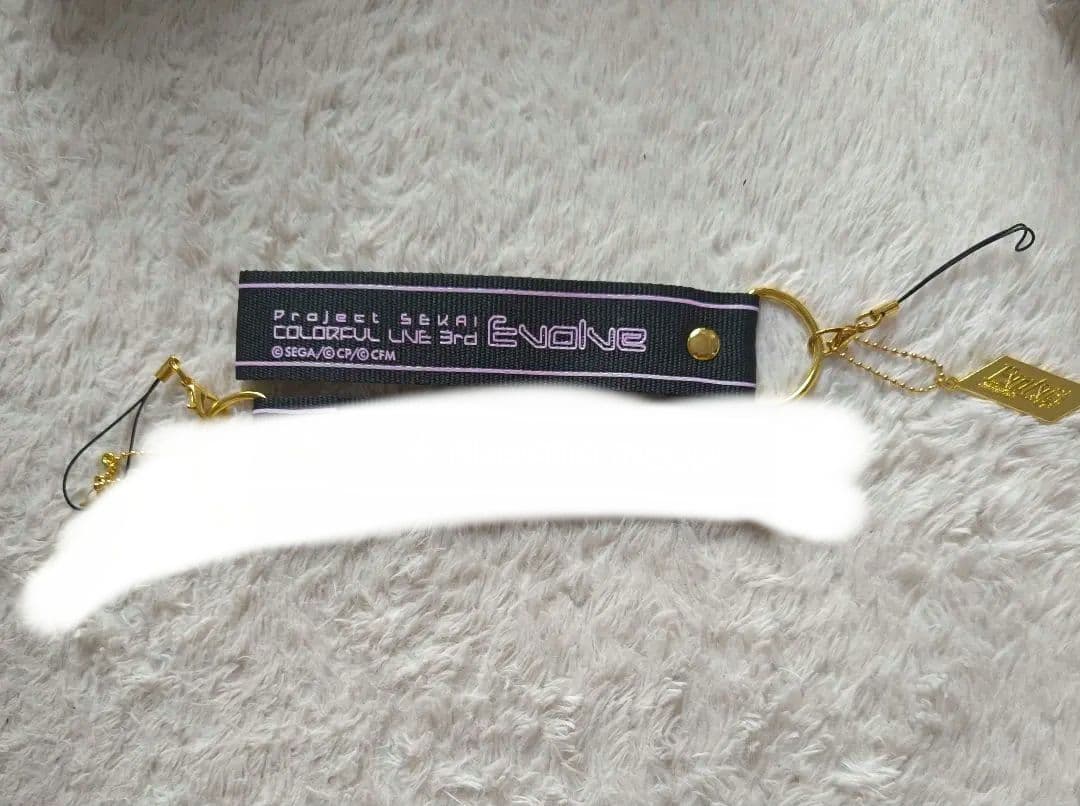 Project SEKAI
COLORFUL LIVE 3rd Evolve
©SEGA/© CP/© CFM